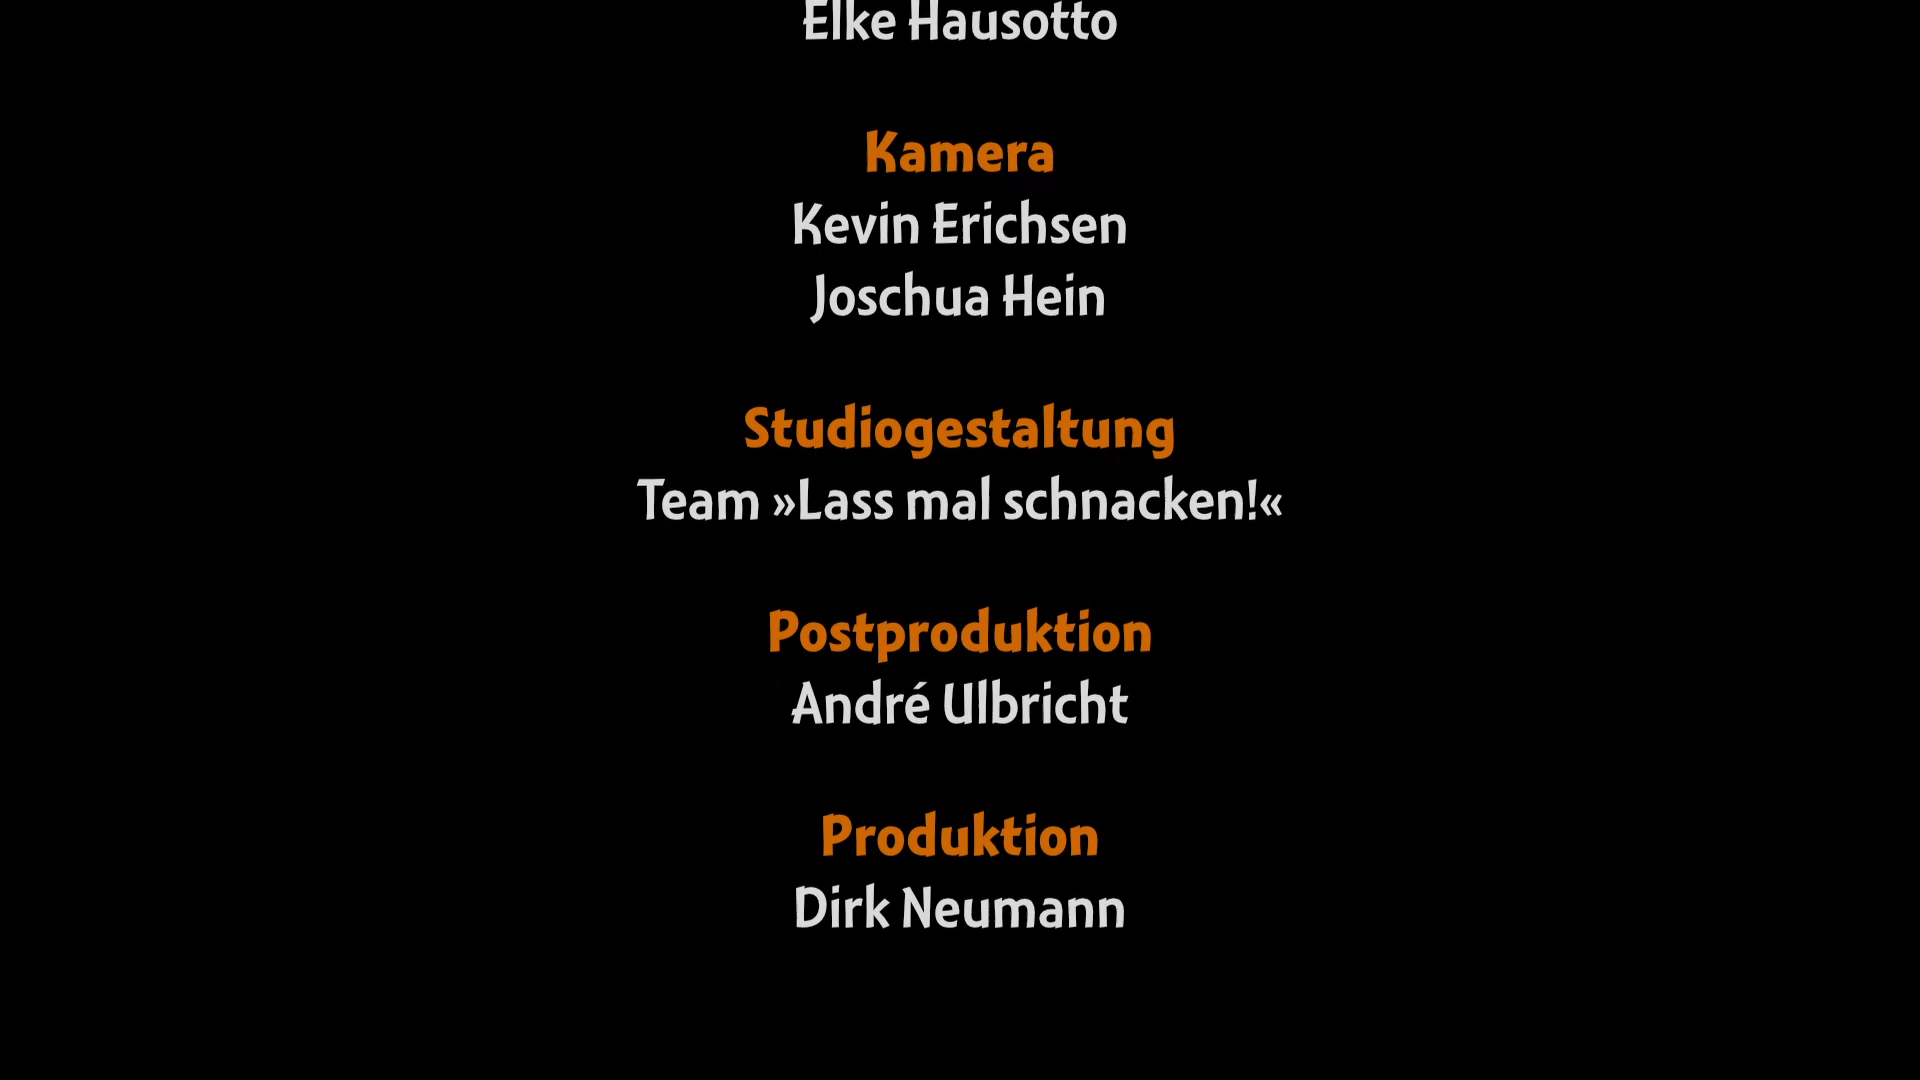 Elke Hausotto
Kamera
Kevin Erichsen
Joschua Hein
Studiogestaltung
Team »Lass mal schnacken!«
Postproduktion
André Ulbricht
Produktion
Dirk Neumann